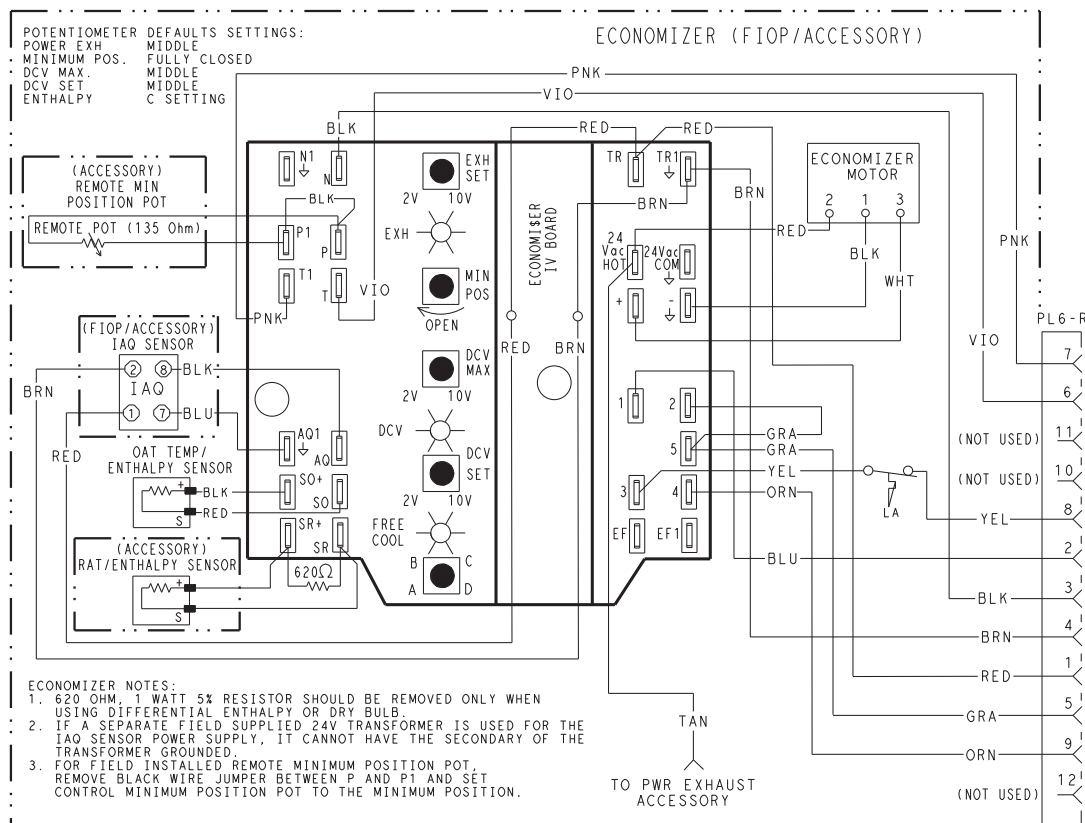 ECONOMIZER (FIOP/ACCESSORY)
POTENTIOMETER DEFAULTS SETTINGS:
POWER EXH MIDDLE
MINIMUM POS. FULLY CLOSED
DCV MAX. MIDDLE
DCV SET MIDDLE
ENTHALPY C SETTING
PNK
VIO
BLK
RED
RED
(ACCESSORY)
REMOTE MIN
POSITION POT
REMOTE POT (135 Ohm)
N1
N
BLK
P1
P
T1
T
VIO
PNK
EXH
SET
2V 10V
EXH
MIN
POS
OPEN
DCV
MAX
2V 10V
DCV
DCV
SET
2V 10V
FREE
COOL
B C
A D
ECONOMI$ER
IV BOARD
RED
BRN
TR
TR1
BRN
BRN
24
Vac
HOT
24Vac
COM
+
-
1
2
5
3
4
EF
EF1
ECONOMIZER
MOTOR
2 1 3
RED
BLK
WHT
PNK
VIO
(FIOP/ACCESSORY)
IAQ SENSOR
2 8
IAQ
1 7
BLK
BLU
BRN
RED
AQ1
AQ
OAT TEMP/
ENTHALPY SENSOR
+
S
BLK
RED
SO+
SO
SR+
SR
620Ω
(ACCESSORY)
RAT/ENTHALPY SENSOR
+
S
GRA
GRA
YEL
ORN
LA
BLU
TAN
TO PWR EXHAUST
ACCESSORY
PL6-R
7
6
(NOT USED) 11
(NOT USED) 10
YEL 8
2
BLK 3
BRN 4
RED 1
GRA 5
ORN 9
(NOT USED) 12
ECONOMIZER NOTES:
1. 620 OHM, 1 WATT 5% RESISTOR SHOULD BE REMOVED ONLY WHEN
USING DIFFERENTIAL ENTHALPY OR DRY BULB.
2. IF A SEPARATE FIELD SUPPLIED 24V TRANSFORMER IS USED FOR THE
IAQ SENSOR POWER SUPPLY, IT CANNOT HAVE THE SECONDARY OF THE
TRANSFORMER GROUNDED.
3. FOR FIELD INSTALLED REMOTE MINIMUM POSITION POT,
REMOVE BLACK WIRE JUMPER BETWEEN P AND P1 AND SET
CONTROL MINIMUM POSITION POT TO THE MINIMUM POSITION.